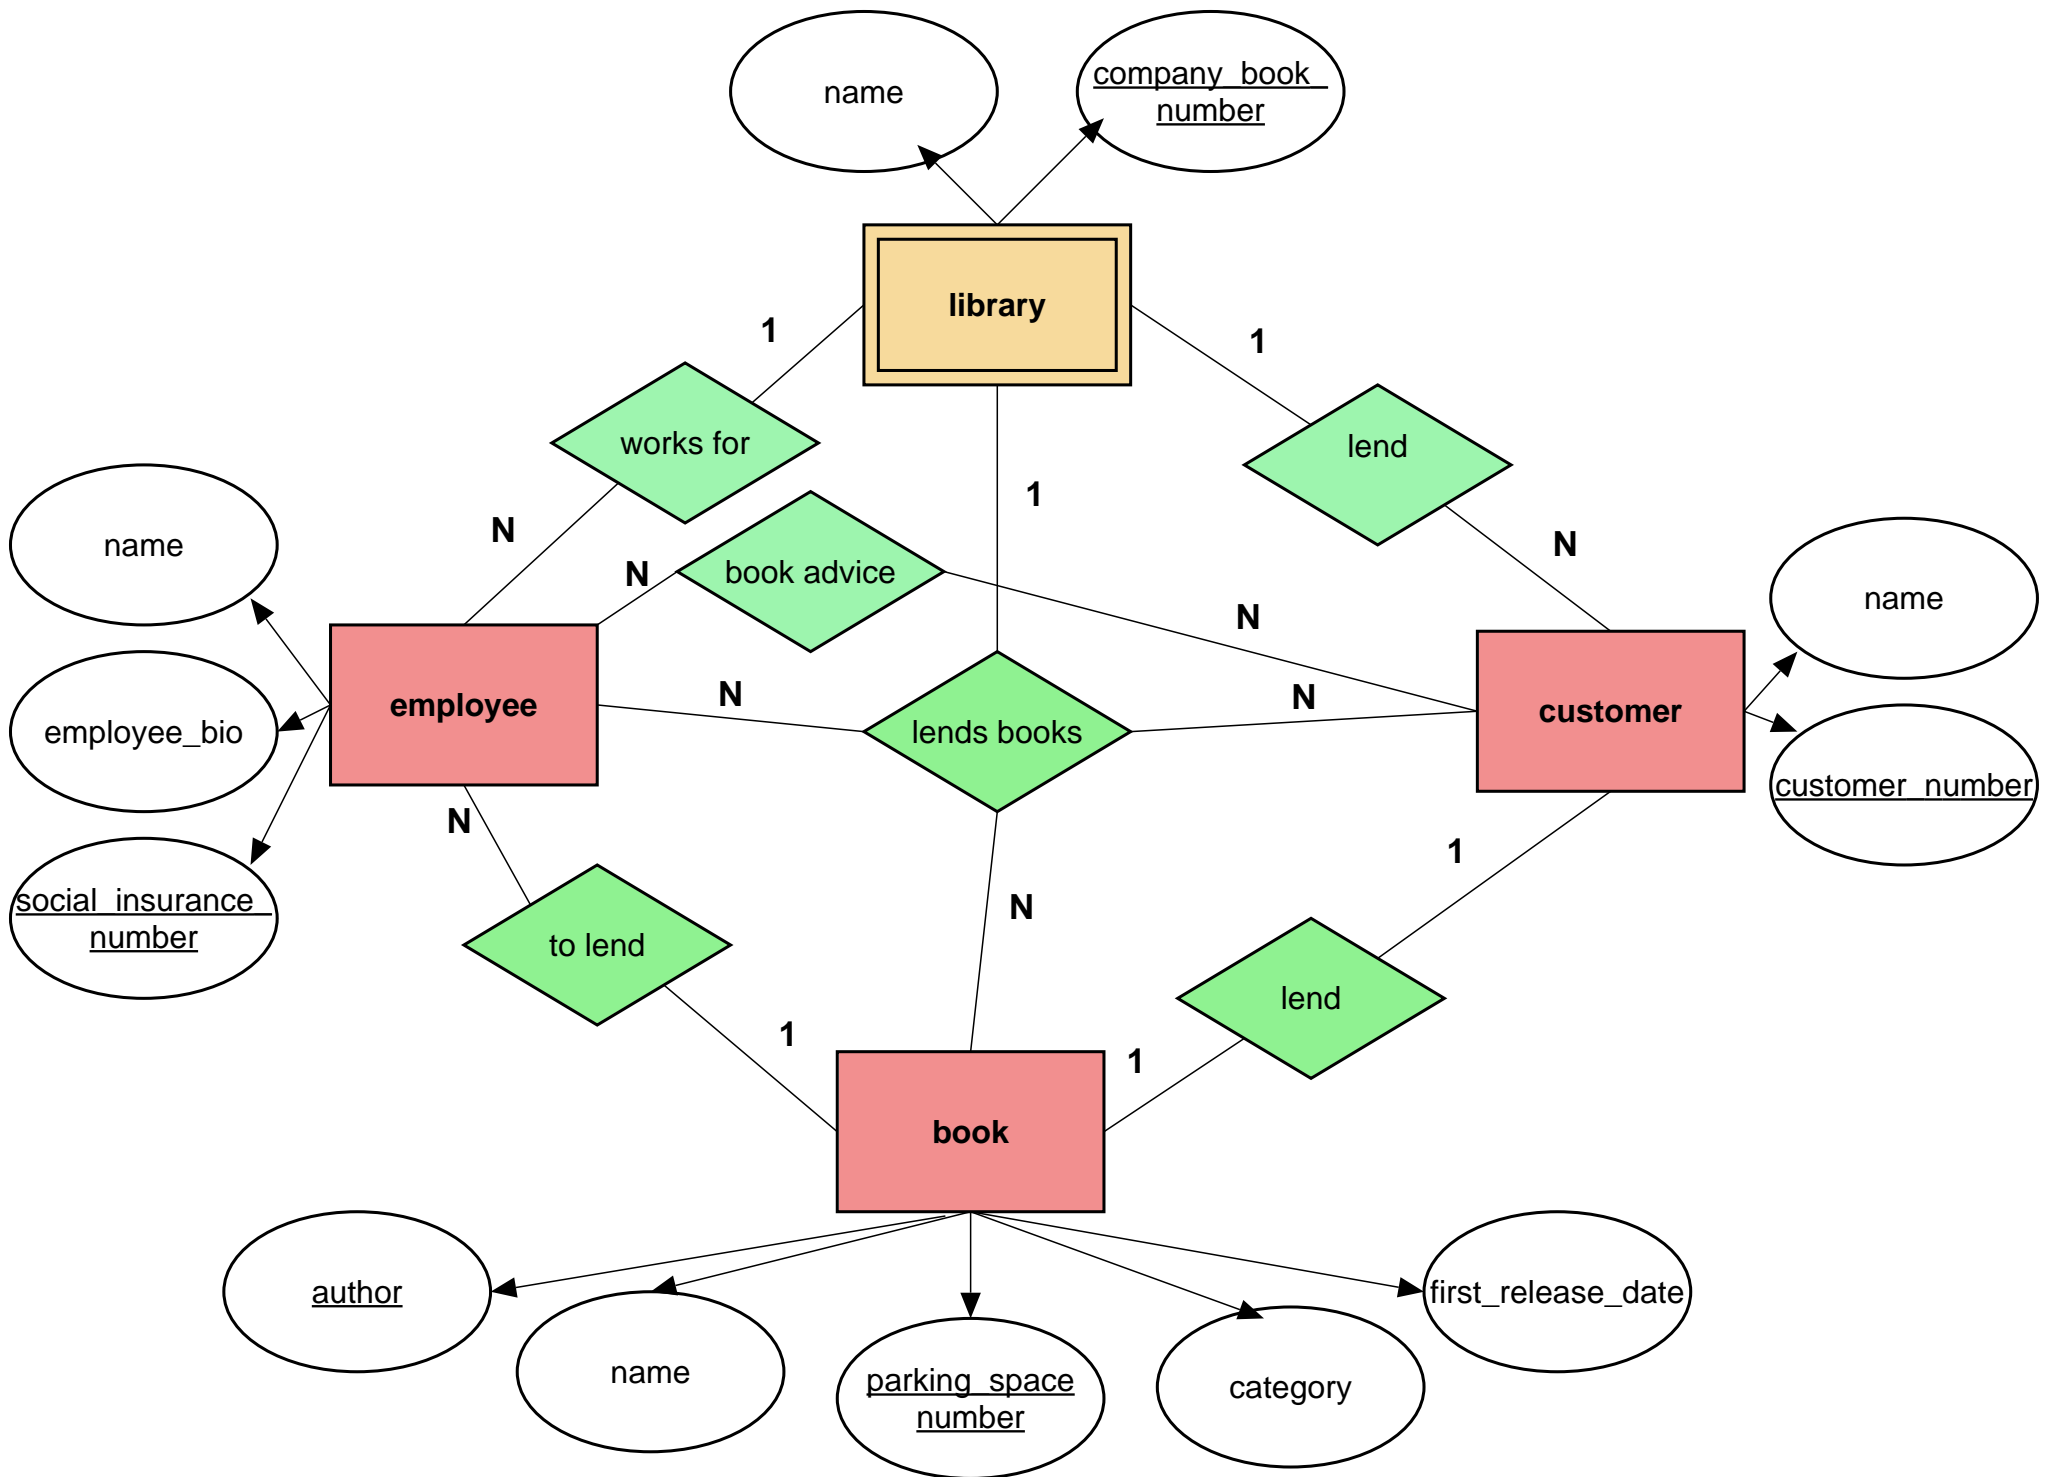 name
company_book_
number
library
1
1
works for
lend
1
N
N
name
book advice
N
N
name
employee_bio
employee
N
lends books
N
customer
customer_number
N
social_insurance_
number
to lend
N
1
lend
1
1
book
author
name
parking_space
number
category
first_release_date